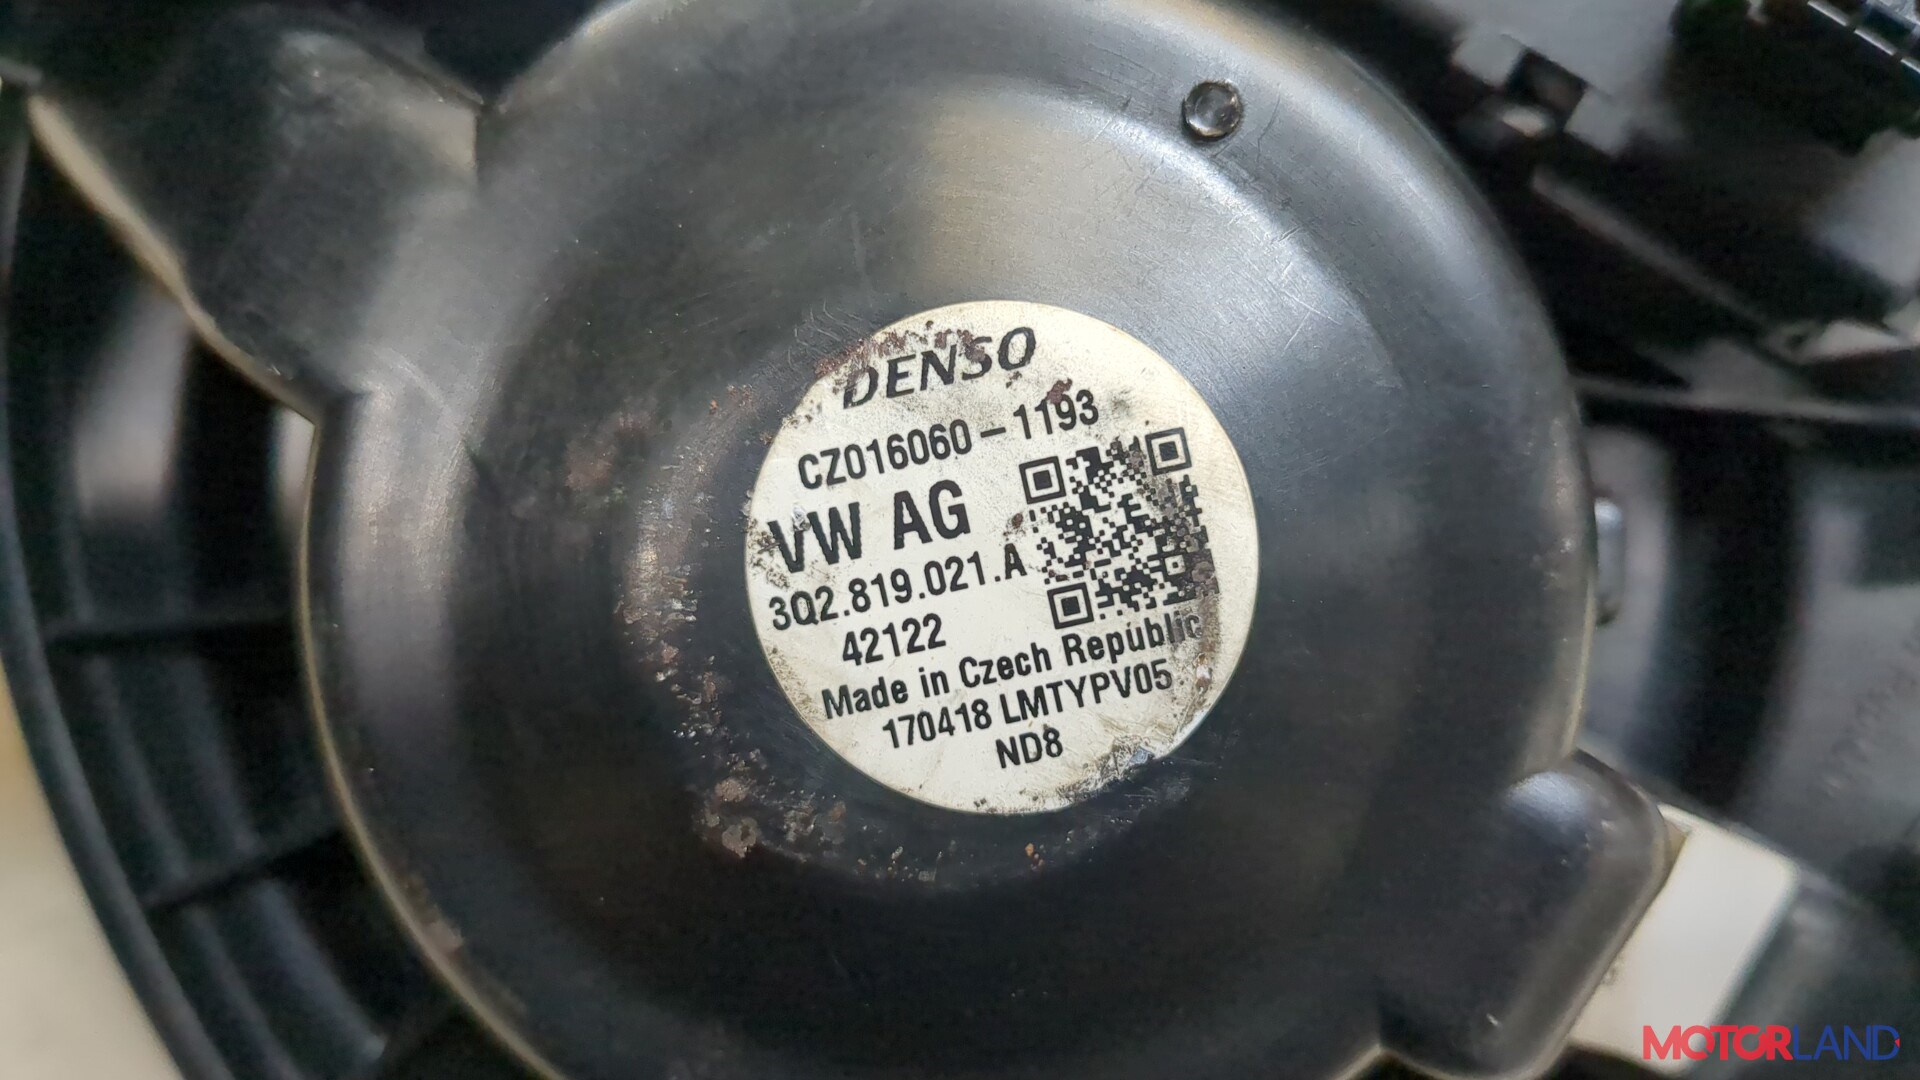 DENSO
CZ016060-1193
VW AG
3Q2.819.021.A
42122
Made in Czech Republic
170418 LMTYPV05
ND8
MOTORLAND